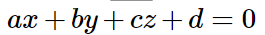 ax + by + cz + d = 0